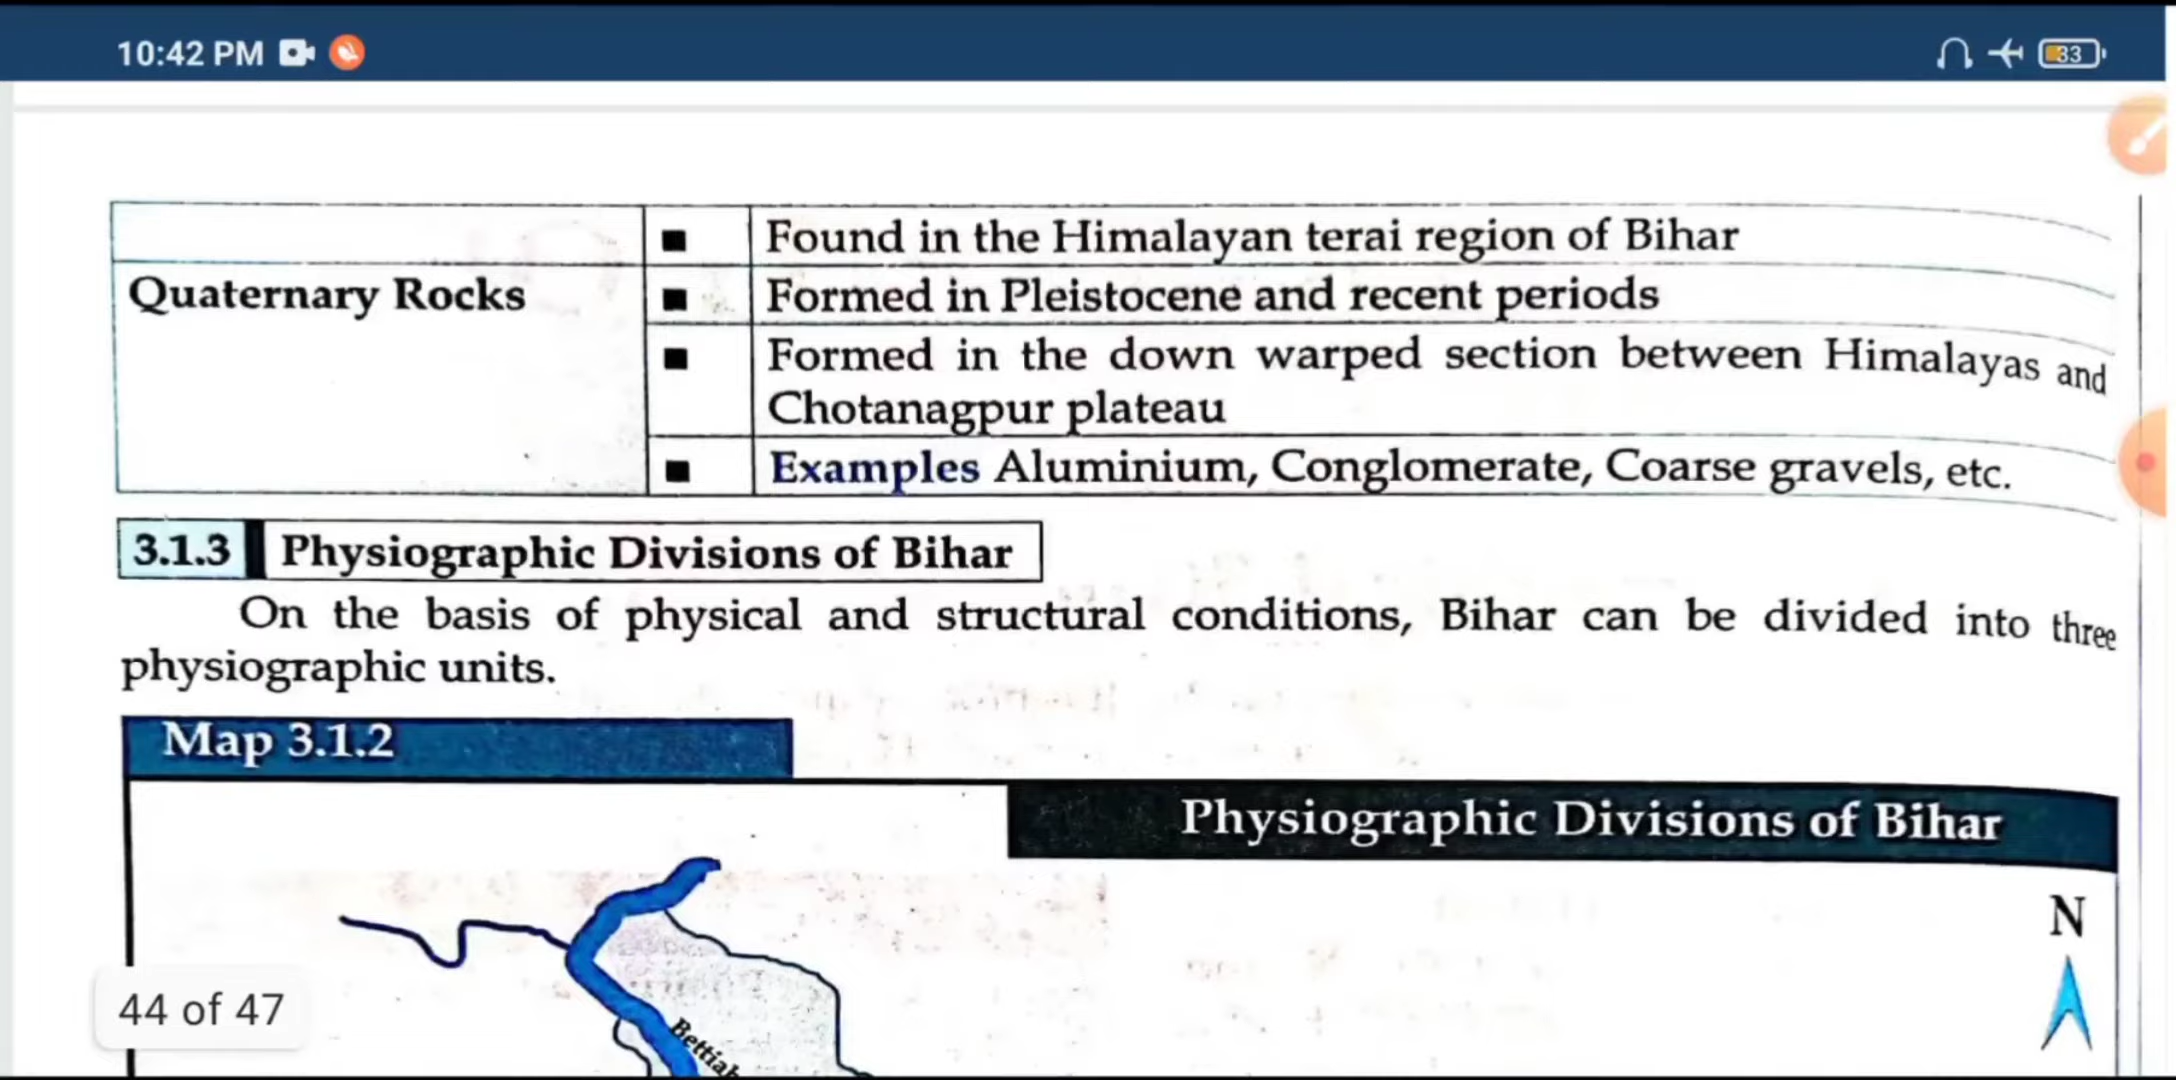 10:42 PM
33
■ Found in the Himalayan terai region of Bihar
Quaternary Rocks ■ Formed in Pleistocene and recent periods
■ Formed in the down warped section between Himalayas and
Chotanagpur plateau
■ Examples Aluminium, Conglomerate, Coarse gravels, etc.
3.1.3 Physiographic Divisions of Bihar
On the basis of physical and structural conditions, Bihar can be divided into three
physiographic units.
Map 3.1.2
Physiographic Divisions of Bihar
N
44 of 47
Bettiah